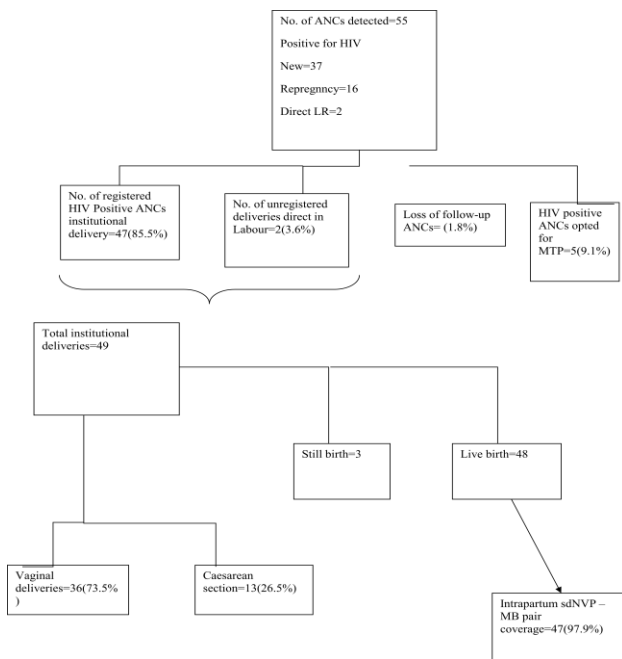 No. of ANCs detected=55
Positive for HIV
New=37
Repregnncy=16
Direct LR=2
No. of registered
HIV Positive ANCs
institutional
delivery=47(85.5%)
No. of unregistered
deliveries direct in
Labour=2(3.6%)
Loss of follow-up
ANCs= (1.8%)
HIV positive
ANCs opted
for
MTP=5(9.1%)
Total institutional
deliveries=49
Still birth=3
Live birth=48
Vaginal
deliveries=36(73.5%
)
Caesarean
section=13(26.5%)
Intrapartum sdNVP –
MB pair
coverage=47(97.9%)